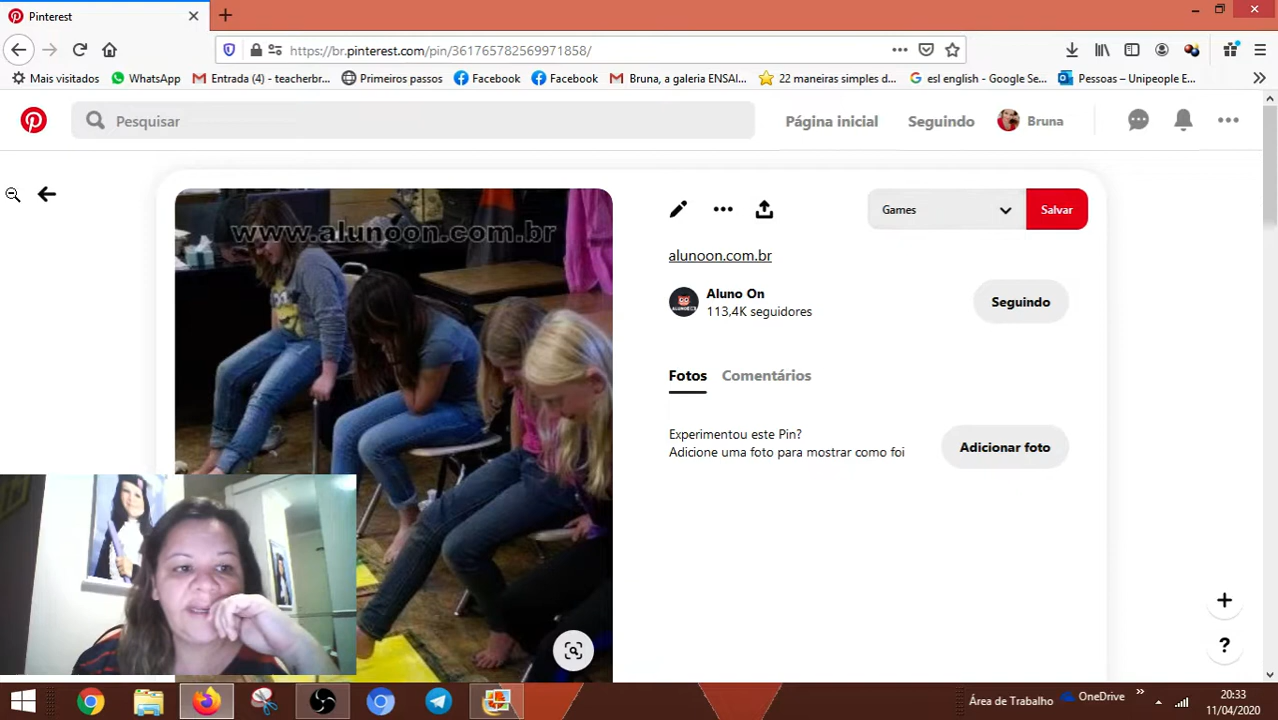 Pinterest
https://br.pinterest.com/pin/361765782569971858/
Mais visitados
WhatsApp
Entrada (4) - teacherbr...
Primeiros passos
Facebook
Facebook
Bruna, a galeria ENSAI...
22 maneiras simples d...
esl english - Google Se...
Pessoas – Unipeople E...
Pesquisar
Página inicial
Seguindo
Bruna
www.alunoon.com.br
Games
Salvar
alunoon.com.br
Aluno On
113,4K seguidores
Seguindo
Fotos
Comentários
Experimentou este Pin?
Adicione uma foto para mostrar como foi
Adicionar foto
+
?
Área de Trabalho
OneDrive
20:33
11/04/2020